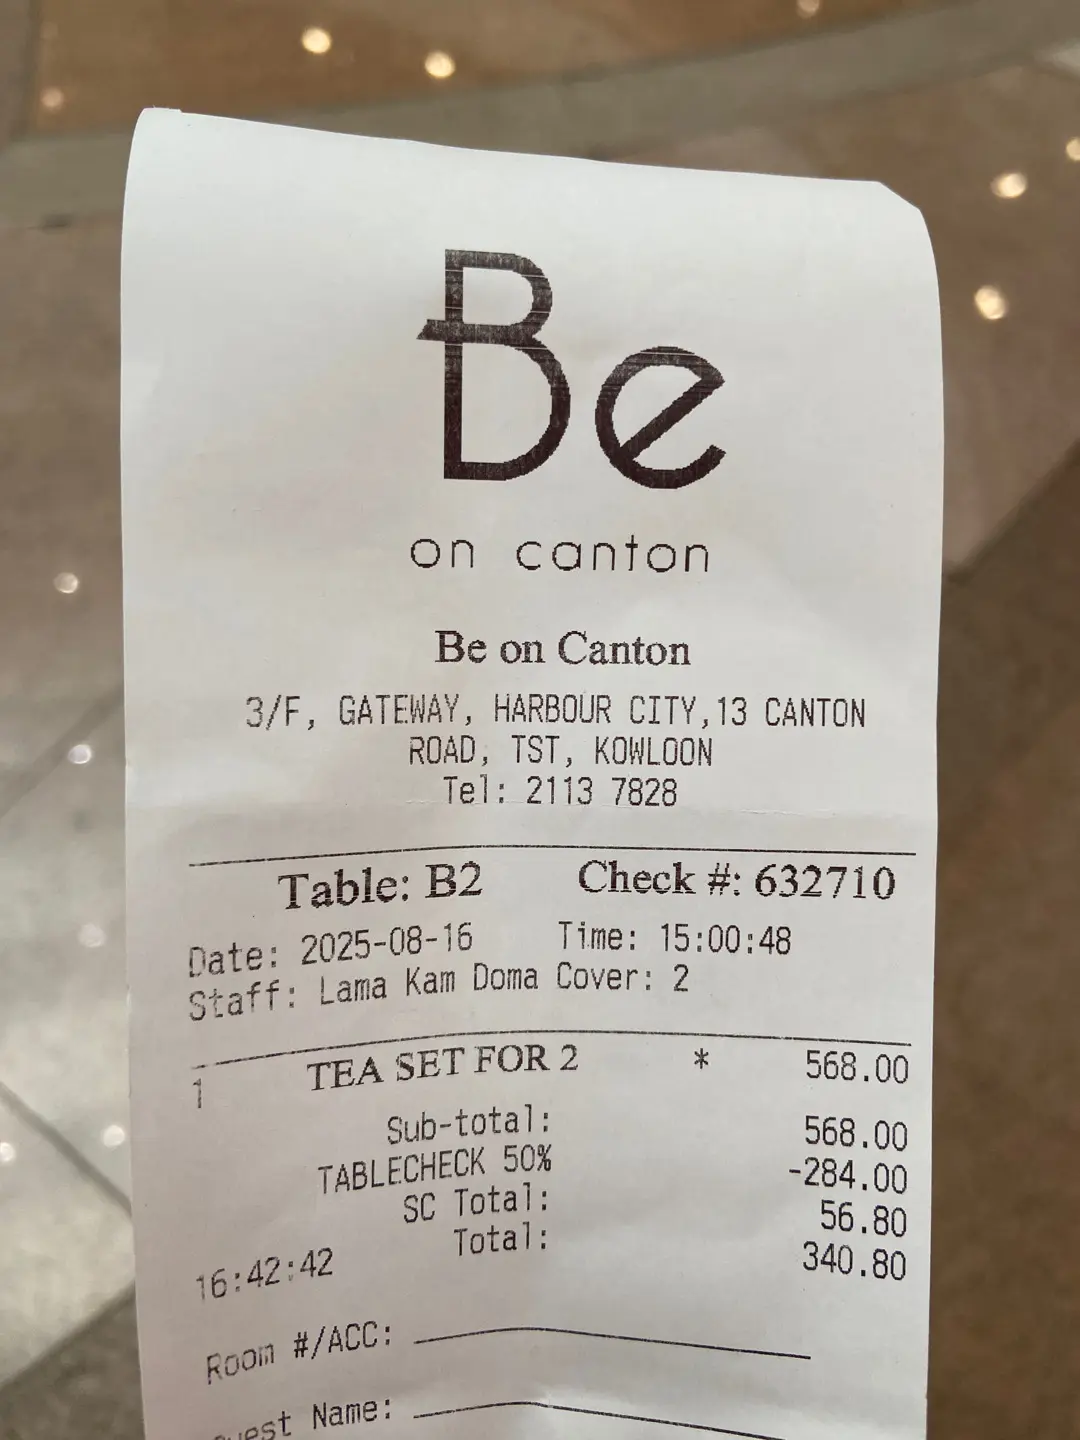 Be
on canton
Be on Canton
3/F, GATEWAY, HARBOUR CITY,13 CANTON
ROAD, TST, KOWLOON
Tel: 2113 7828
Table: B2 Check #: 632710
Date: 2025-08-16 Time: 15:00:48
Staff: Lama Kam Doma Cover: 2
1 TEA SET FOR 2 * 568.00
Sub-total: 568.00
TABLECHECK 50% -284.00
SC Total: 56.80
Total: 340.80
16:42:42
Room #/ACC:
Name: